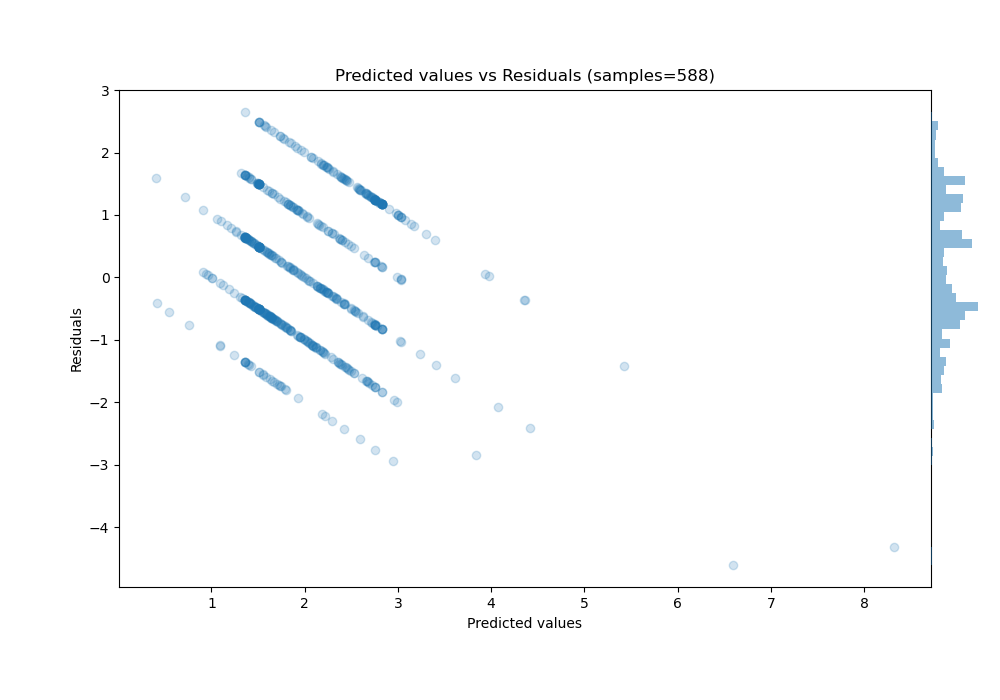 Predicted values vs Residuals (samples=588)
3
2
1
0
−1
−2
−3
−4
Residuals
1 2 3 4 5 6 7 8
Predicted values